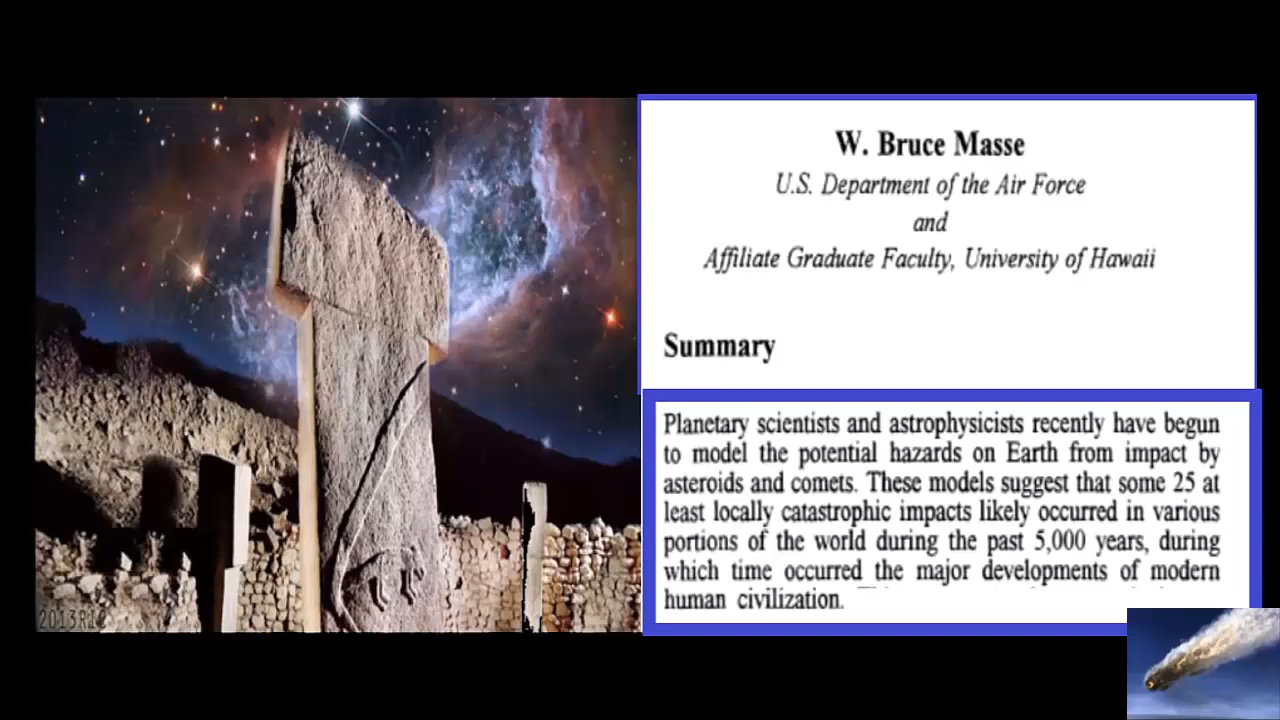 W. Bruce Masse
U.S. Department of the Air Force
and
Affiliate Graduate Faculty, University of Hawaii
Summary
Planetary scientists and astrophysicists recently have begun
to model the potential hazards on Earth from impact by
asteroids and comets. These models suggest that some 25 at
least locally catastrophic impacts likely occurred in various
portions of the world during the past 5,000 years, during
which time occurred the major developments of modern
human civilization.